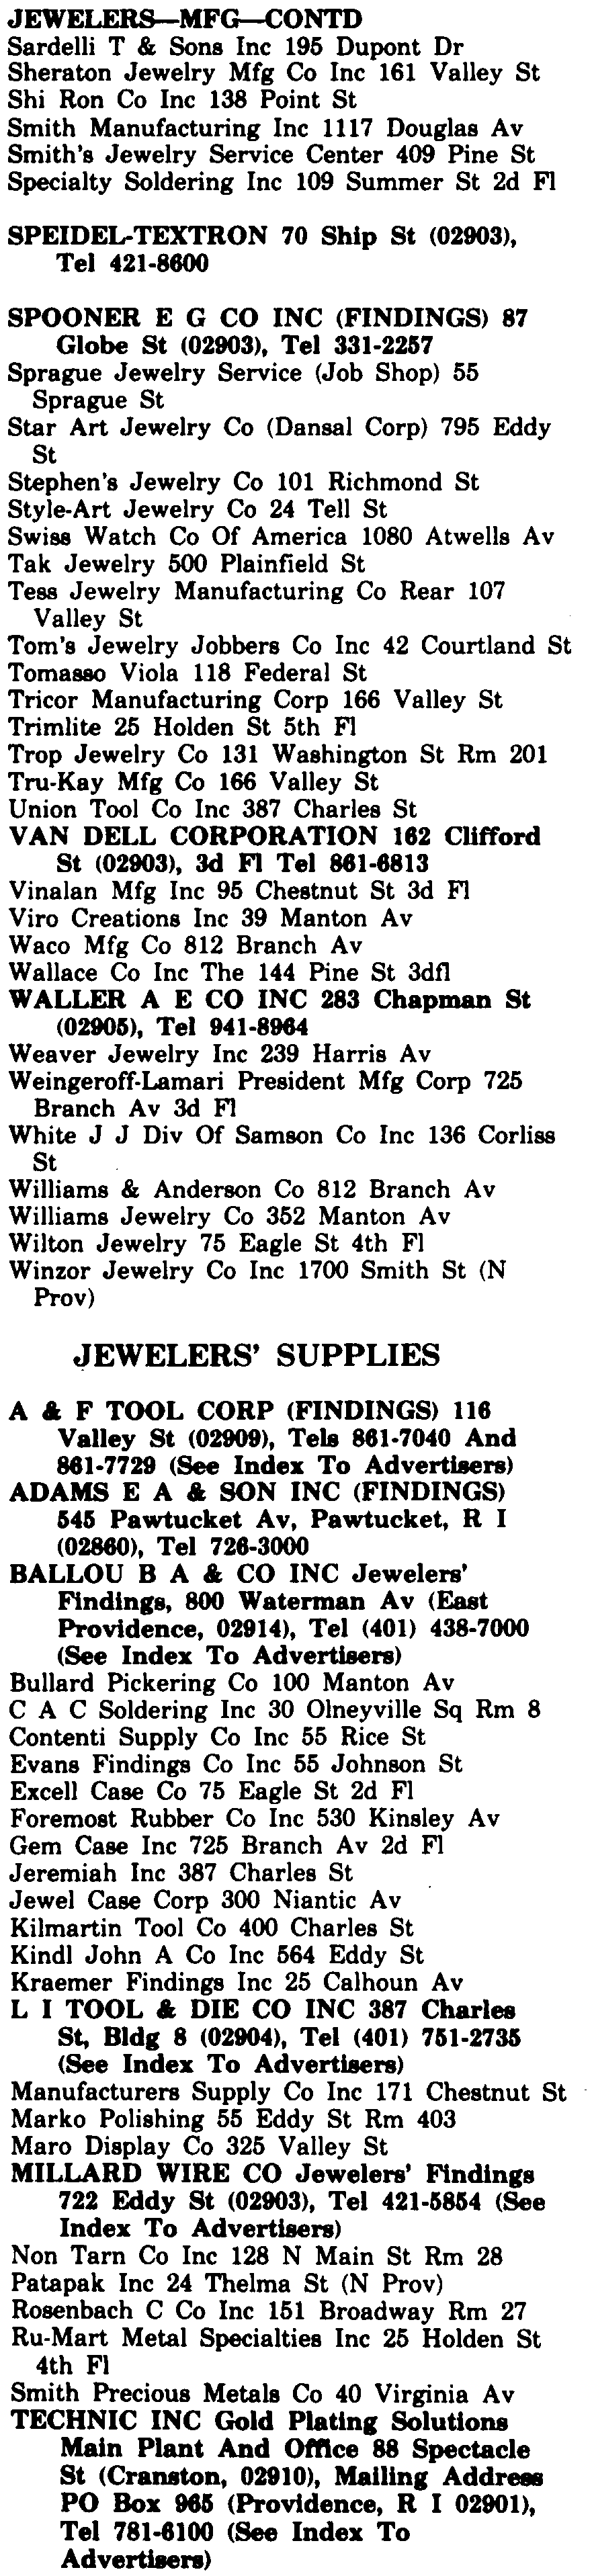 JEWELERS—MFG—CONTD
Sardelli T & Sons Inc 195 Dupont Dr
Sheraton Jewelry Mfg Co Inc 161 Valley St
Shi Ron Co Inc 138 Point St
Smith Manufacturing Inc 1117 Douglas Av
Smith's Jewelry Service Center 409 Pine St
Specialty Soldering Inc 109 Summer St 2d Fl
SPEIDEL-TEXTRON 70 Ship St (02903),
Tel 421-8600
SPOONER E G CO INC (FINDINGS) 87
Globe St (02903), Tel 331-2257
Sprague Jewelry Service (Job Shop) 55
Sprague St
Star Art Jewelry Co (Dansal Corp) 795 Eddy
St
Stephen's Jewelry Co 101 Richmond St
Style-Art Jewelry Co 24 Tell St
Swiss Watch Co Of America 1080 Atwells Av
Tak Jewelry 500 Plainfield St
Tess Jewelry Manufacturing Co Rear 107
Valley St
Tom's Jewelry Jobbers Co Inc 42 Courtland St
Tomasso Viola 118 Federal St
Tricor Manufacturing Corp 166 Valley St
Trimlite 25 Holden St 5th Fl
Trop Jewelry Co 131 Washington St Rm 201
Tru-Kay Mfg Co 166 Valley St
Union Tool Co Inc 387 Charles St
VAN DELL CORPORATION 162 Clifford
St (02903), 3d Fl Tel 861-6813
Vinalan Mfg Inc 95 Chestnut St 3d Fl
Viro Creations Inc 39 Manton Av
Waco Mfg Co 812 Branch Av
Wallace Co Inc The 144 Pine St 3dfl
WALLER A E CO INC 283 Chapman St
(02905), Tel 941-8964
Weaver Jewelry Inc 239 Harris Av
Weingeroff-Lamari President Mfg Corp 725
Branch Av 3d Fl
White J J Div Of Samson Co Inc 136 Corliss
St
Williams & Anderson Co 812 Branch Av
Williams Jewelry Co 352 Manton Av
Wilton Jewelry 75 Eagle St 4th Fl
Winzor Jewelry Co Inc 1700 Smith St (N
Prov)
JEWELERS' SUPPLIES
A & F TOOL CORP (FINDINGS) 116
Valley St (02909), Tels 861-7040 And
861-7729 (See Index To Advertisers)
ADAMS E A & SON INC (FINDINGS)
545 Pawtucket Av, Pawtucket, R I
(02860), Tel 726-3000
BALLOU B A & CO INC Jewelers'
Findings, 800 Waterman Av (East
Providence, 02914), Tel (401) 438-7000
(See Index To Advertisers)
Bullard Pickering Co 100 Manton Av
C A C Soldering Inc 30 Olneyville Sq Rm 8
Contenti Supply Co Inc 55 Rice St
Evans Findings Co Inc 55 Johnson St
Excell Case Co 75 Eagle St 2d Fl
Foremost Rubber Co Inc 530 Kinsley Av
Gem Case Inc 725 Branch Av 2d Fl
Jeremiah Inc 387 Charles St
Jewel Case Corp 300 Niantic Av
Kilmartin Tool Co 400 Charles St
Kindl John A Co Inc 564 Eddy St
Kraemer Findings Inc 25 Calhoun Av
L I TOOL & DIE CO INC 387 Charles
St, Bldg 8 (02904), Tel (401) 751-2735
(See Index To Advertisers)
Manufacturers Supply Co Inc 171 Chestnut St
Marko Polishing 55 Eddy St Rm 403
Maro Display Co 325 Valley St
MILLARD WIRE CO Jewelers' Findings
722 Eddy St (02903), Tel 421-5854 (See
Index To Advertisers)
Non Tarn Co Inc 128 N Main St Rm 28
Patapak Inc 24 Thelma St (N Prov)
Rosenbach C Co Inc 151 Broadway Rm 27
Ru-Mart Metal Specialties Inc 25 Holden St
4th Fl
Smith Precious Metals Co 40 Virginia Av
TECHNIC INC Gold Plating Solutions
Main Plant And Office 88 Spectacle
St (Cranston, 02910), Mailing Address
PO Box 965 (Providence, R I 02901),
Tel 781-6100 (See Index To
Advertisers)